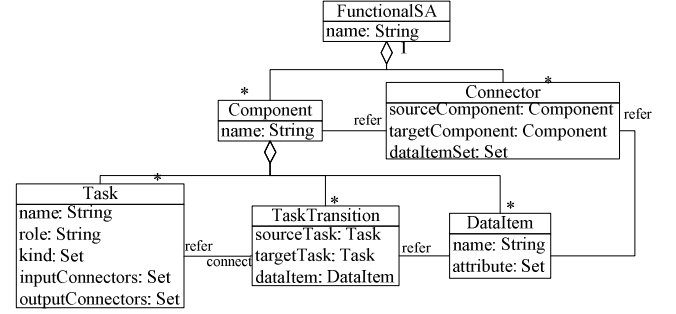 FunctionalSA
name: String
1
*
*
Component
name: String
refer
Connector
sourceComponent: Component
targetComponent: Component
dataItemSet: Set
refer
*
*
*
Task
name: String
role: String
kind: Set
inputConnectors: Set
outputConnectors: Set
refer
connect
TaskTransition
sourceTask: Task
targetTask: Task
dataItem: DataItem
refer
DataItem
name: String
attribute: Set